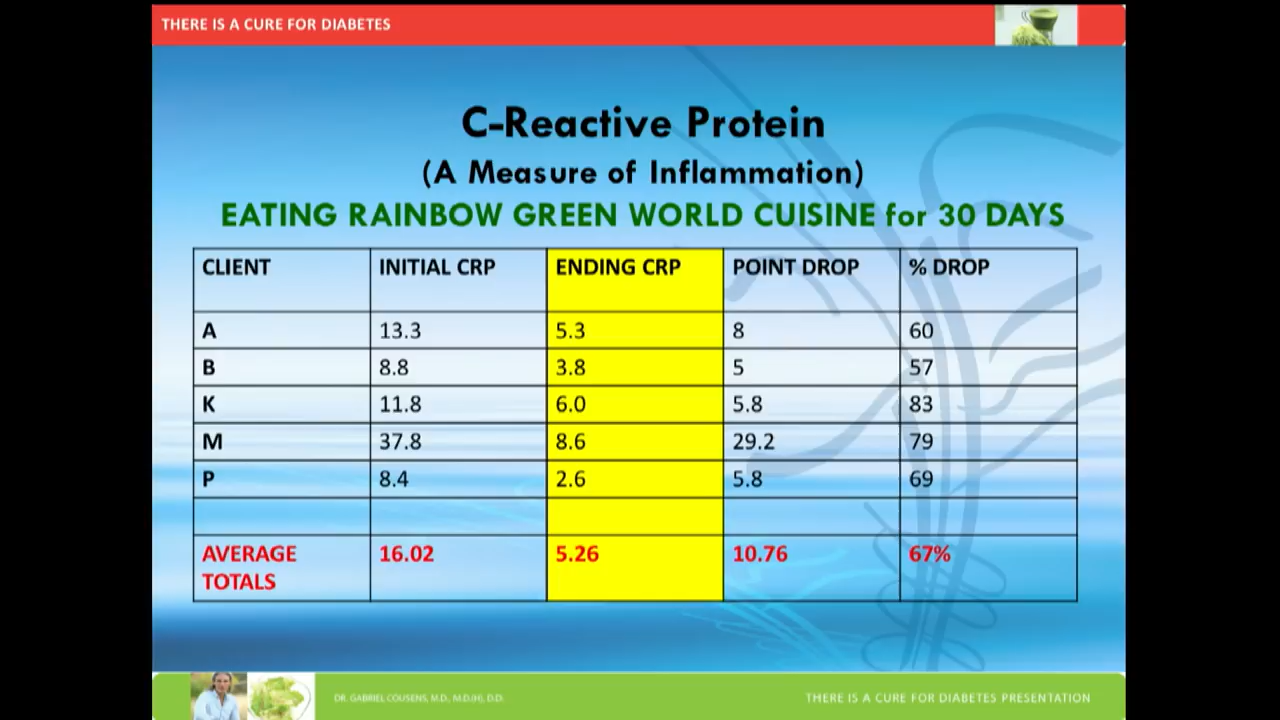 THERE IS A CURE FOR DIABETES
C-Reactive Protein
(A Measure of Inflammation)
EATING RAINBOW GREEN WORLD CUISINE for 30 DAYS
CLIENT INITIAL CRP ENDING CRP POINT DROP % DROP
A 13.3 5.3 8 60
B 8.8 3.8 5 57
K 11.8 6.0 5.8 83
M 37.8 8.6 29.2 79
P 8.4 2.6 5.8 69
AVERAGE TOTALS 16.02 5.26 10.76 67%
DR. GABRIEL COUSENS, M.D., M.D.(H), D.D. THERE IS A CURE FOR DIABETES PRESENTATION